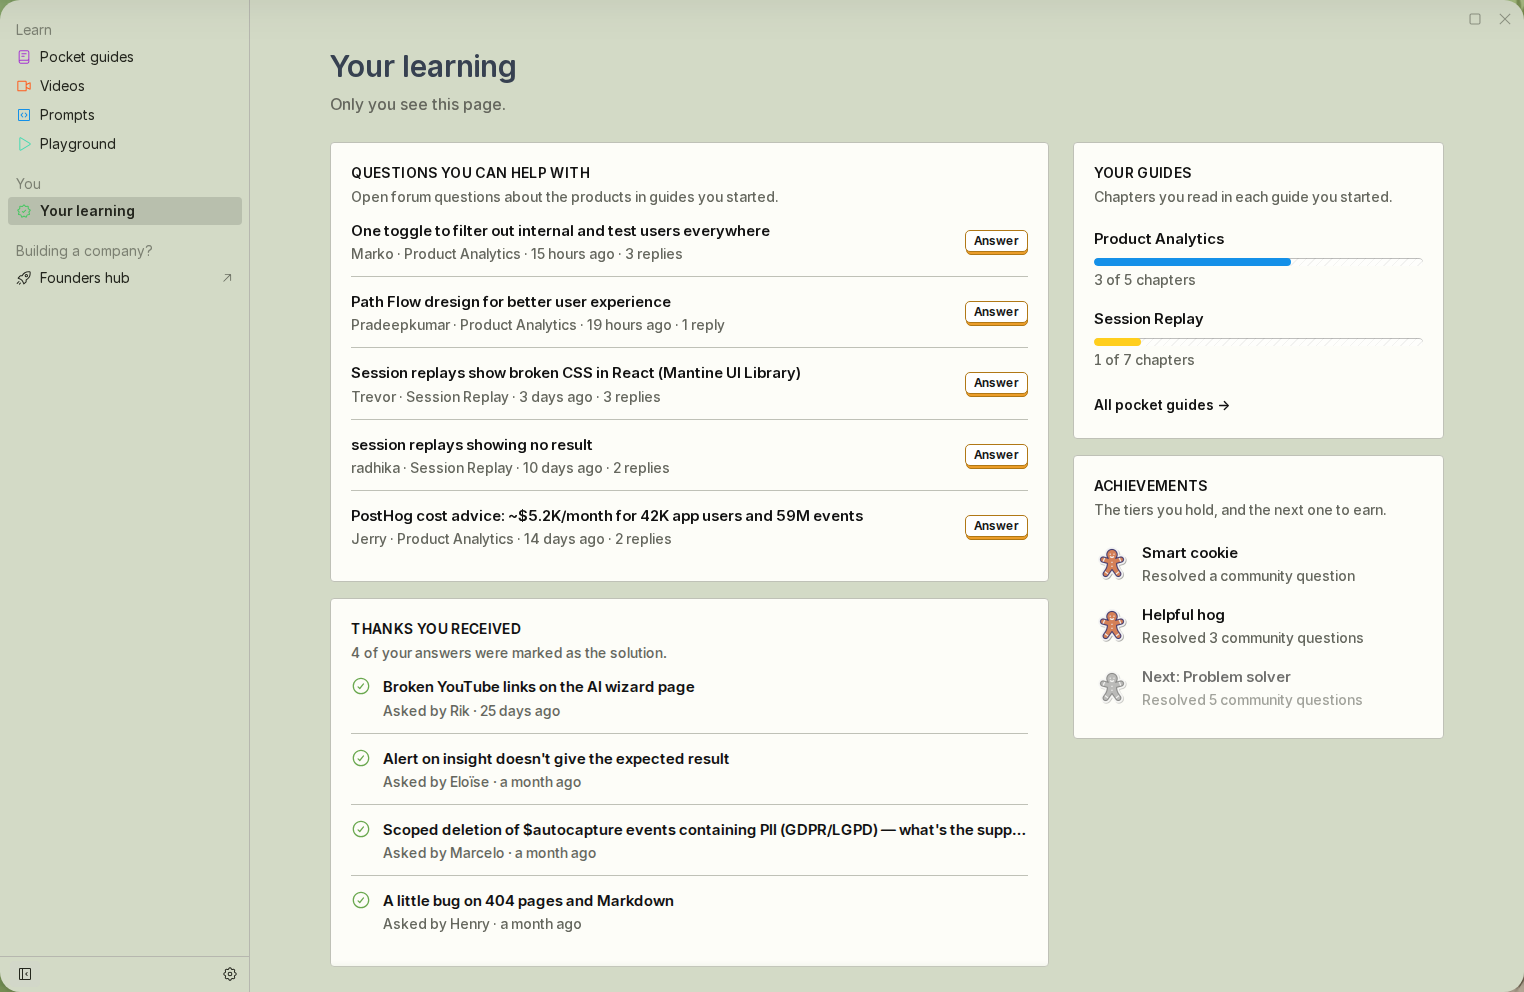 Learn
Pocket guides
Videos
Prompts
Playground
You
Your learning
Building a company?
Founders hub
Your learning
Only you see this page.
QUESTIONS YOU CAN HELP WITH
Open forum questions about the products in guides you started.
One toggle to filter out internal and test users everywhere
Marko · Product Analytics · 15 hours ago · 3 replies
Answer
Path Flow dresign for better user experience
Pradeepkumar · Product Analytics · 19 hours ago · 1 reply
Answer
Session replays show broken CSS in React (Mantine UI Library)
Trevor · Session Replay · 3 days ago · 3 replies
Answer
session replays showing no result
radhika · Session Replay · 10 days ago · 2 replies
Answer
PostHog cost advice: ~$5.2K/month for 42K app users and 59M events
Jerry · Product Analytics · 14 days ago · 2 replies
Answer
THANKS YOU RECEIVED
4 of your answers were marked as the solution.
Broken YouTube links on the AI wizard page
Asked by Rik · 25 days ago
Alert on insight doesn't give the expected result
Asked by Eloïse · a month ago
Scoped deletion of $autocapture events containing PII (GDPR/LGPD) — what's the supp...
Asked by Marcelo · a month ago
A little bug on 404 pages and Markdown
Asked by Henry · a month ago
YOUR GUIDES
Chapters you read in each guide you started.
Product Analytics
3 of 5 chapters
Session Replay
1 of 7 chapters
All pocket guides →
ACHIEVEMENTS
The tiers you hold, and the next one to earn.
Smart cookie
Resolved a community question
Helpful hog
Resolved 3 community questions
Next: Problem solver
Resolved 5 community questions